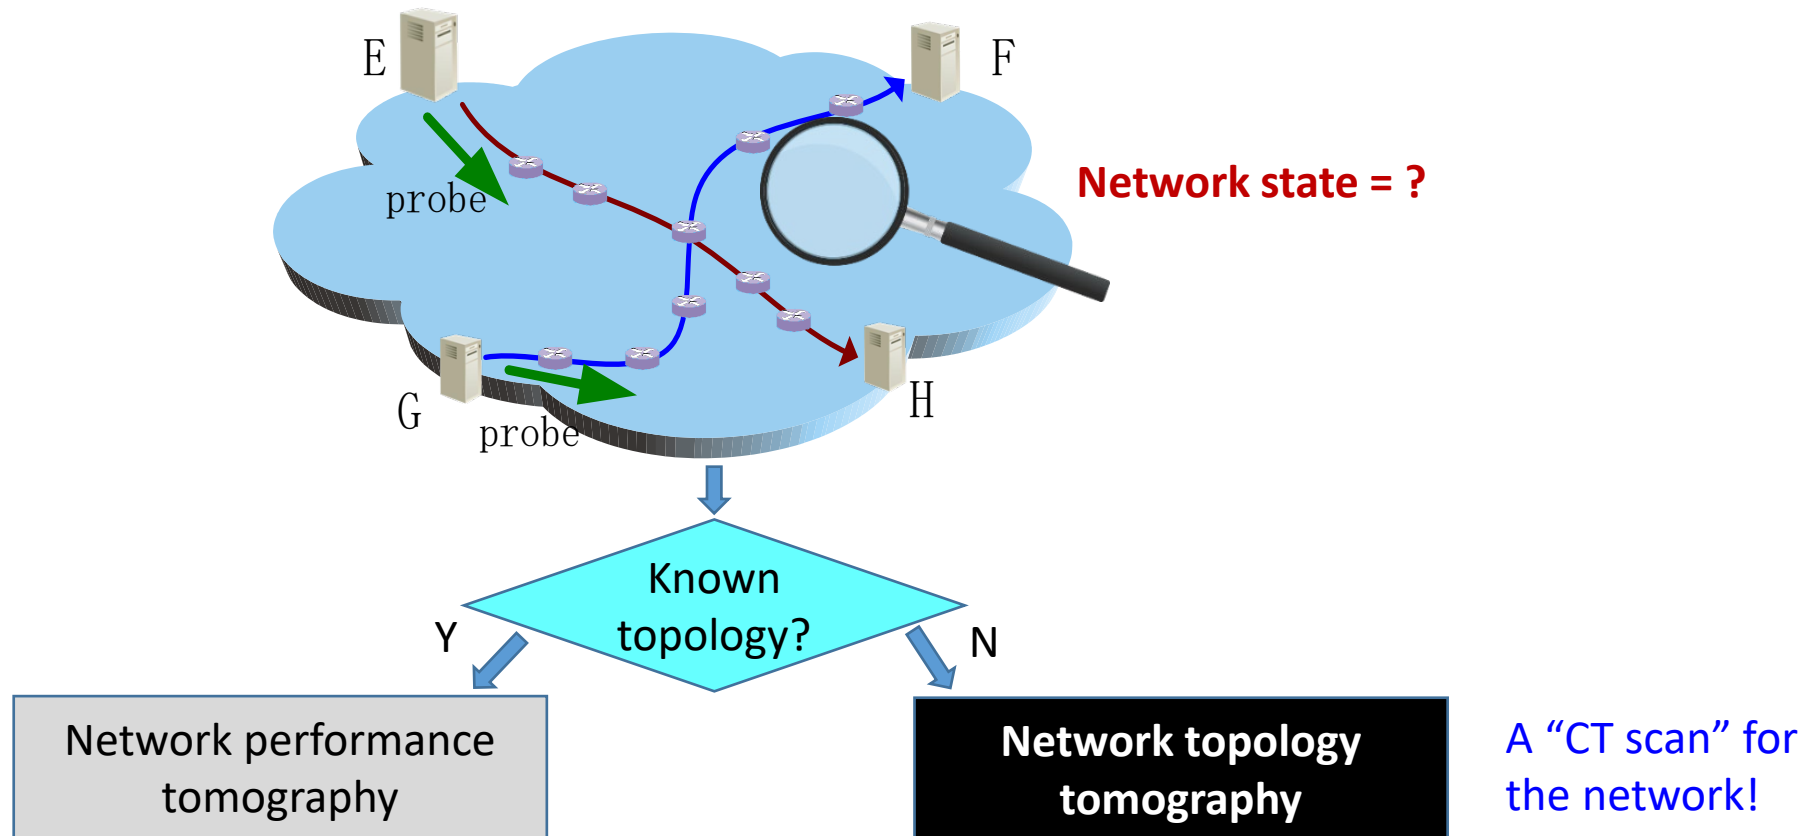 E
F
probe
Network state = ?
G
H
probe
Known
topology?
Y
N
Network performance
tomography
Network topology
tomography
A “CT scan” for
the network!